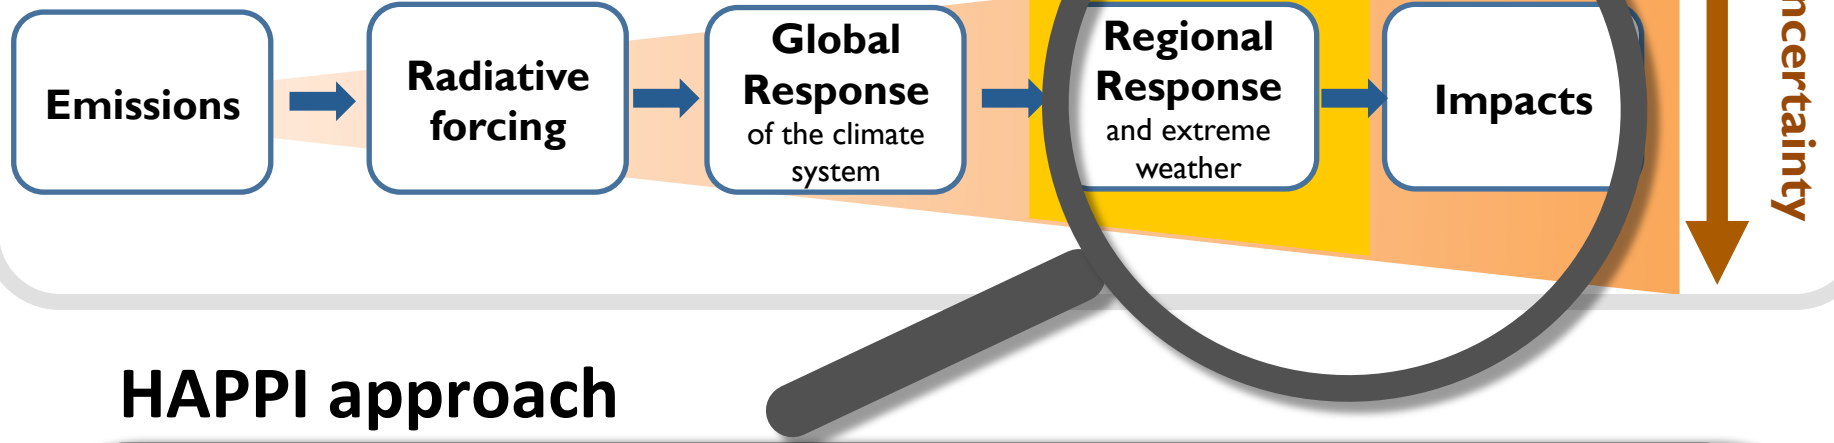 Emissions
Radiative
forcing
Global
Response
of the climate
system
Regional
Response
and extreme
weather
Impacts
ncertainty
HAPPI approach